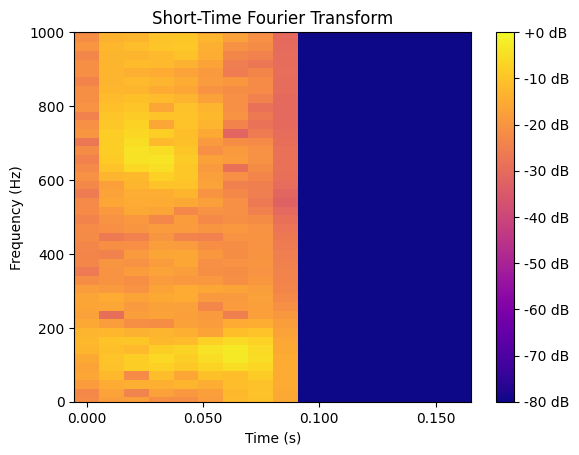 Short-Time Fourier Transform
1000
800
600
400
200
0
Frequency (Hz)
0.000
0.050
0.100
0.150
Time (s)
+0 dB
-10 dB
-20 dB
-30 dB
-40 dB
-50 dB
-60 dB
-70 dB
-80 dB